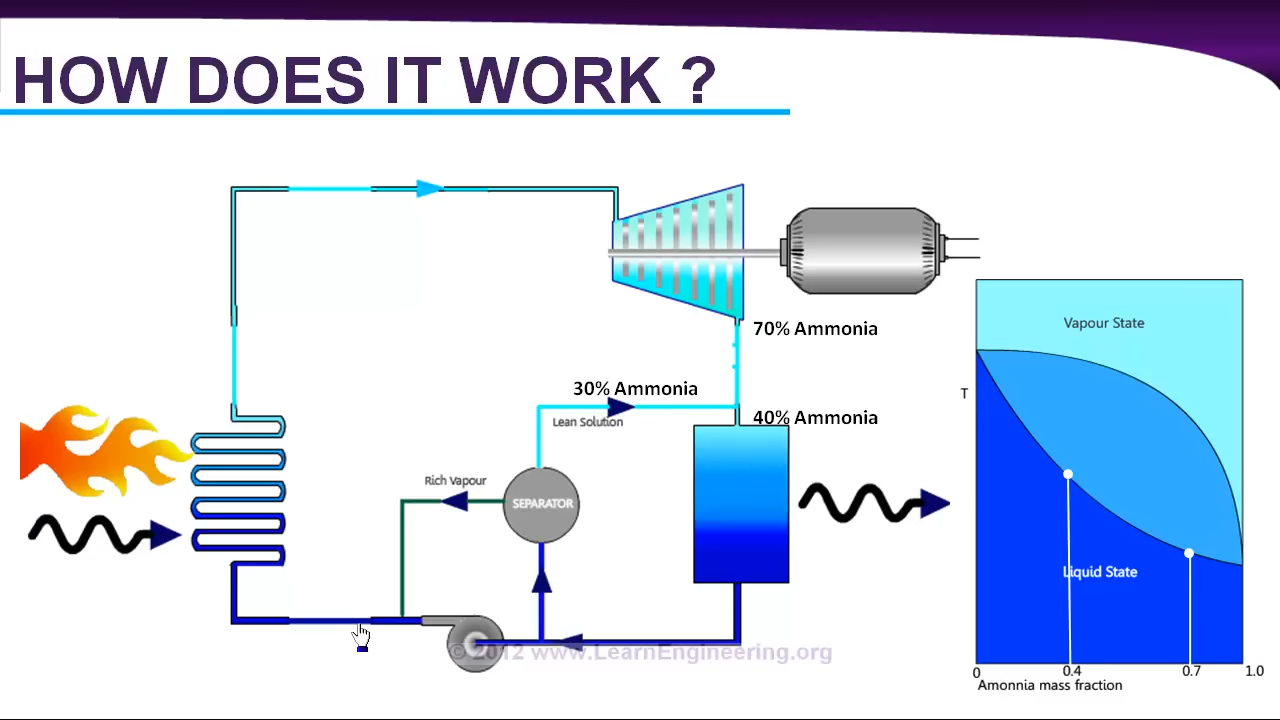 HOW DOES IT WORK ?
70% Ammonia
30% Ammonia
Lean Solution
40% Ammonia
Rich Vapour
SEPARATOR
Vapour State
T
Liquid State
0
0.4
0.7
1.0
Amonnia mass fraction
© 2012 www.LearnEngineering.org